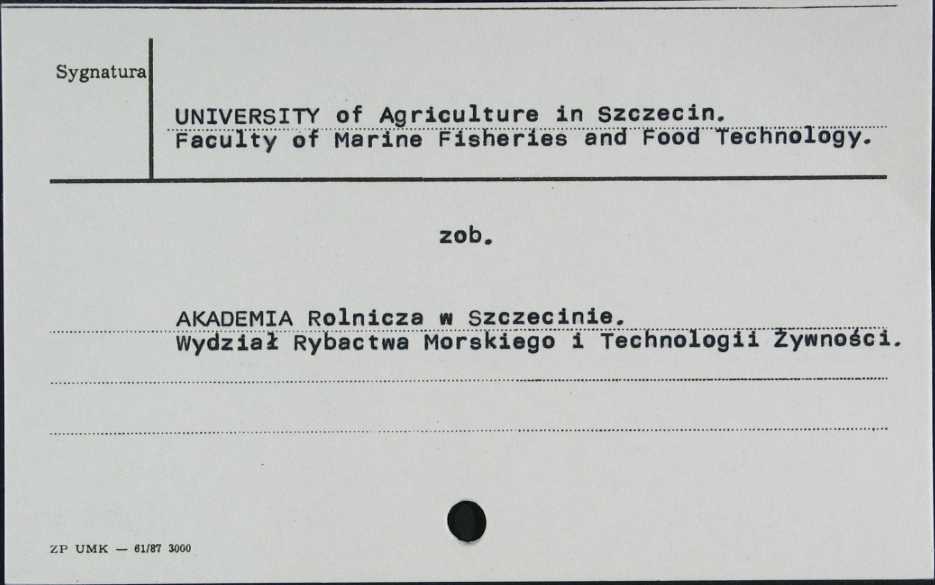 Sygnatura
UNIVERSITY of Agriculture in Szczecin.
Faculty of Marine Fisheries and Food Technology.
zob.
AKADEMIA Rolnicza w Szczecinie.
Wydział Rybactwa Morskiego i Technologii Żywności.
ZP UMK — 61/87 3000